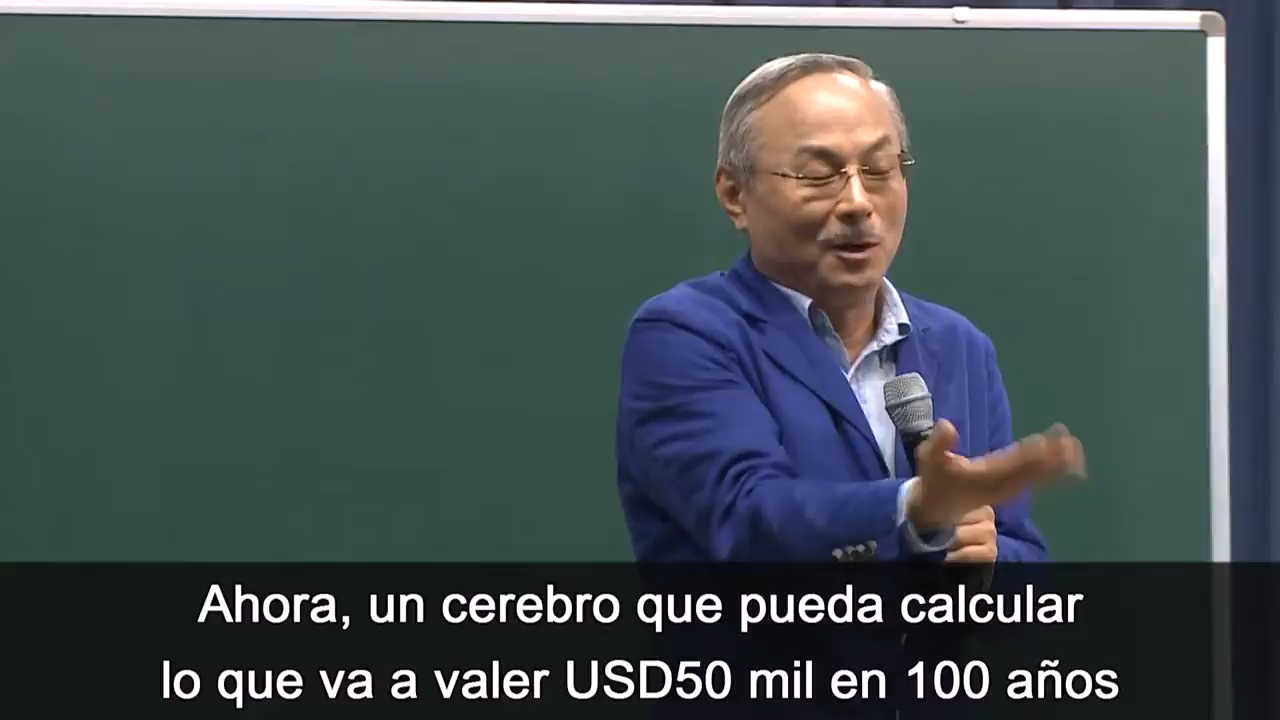 Ahora, un cerebro que pueda calcular
lo que va a valer USD50 mil en 100 años